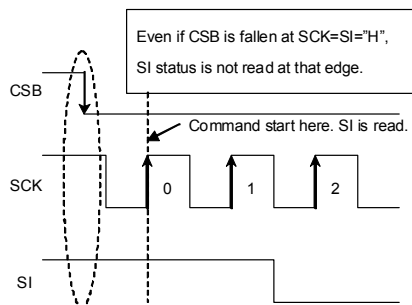 Even if CSB is fallen at SCK=SI=”H”,
SI status is not read at that edge.
CSB
Command start here. SI is read.
SCK
0
1
2
SI